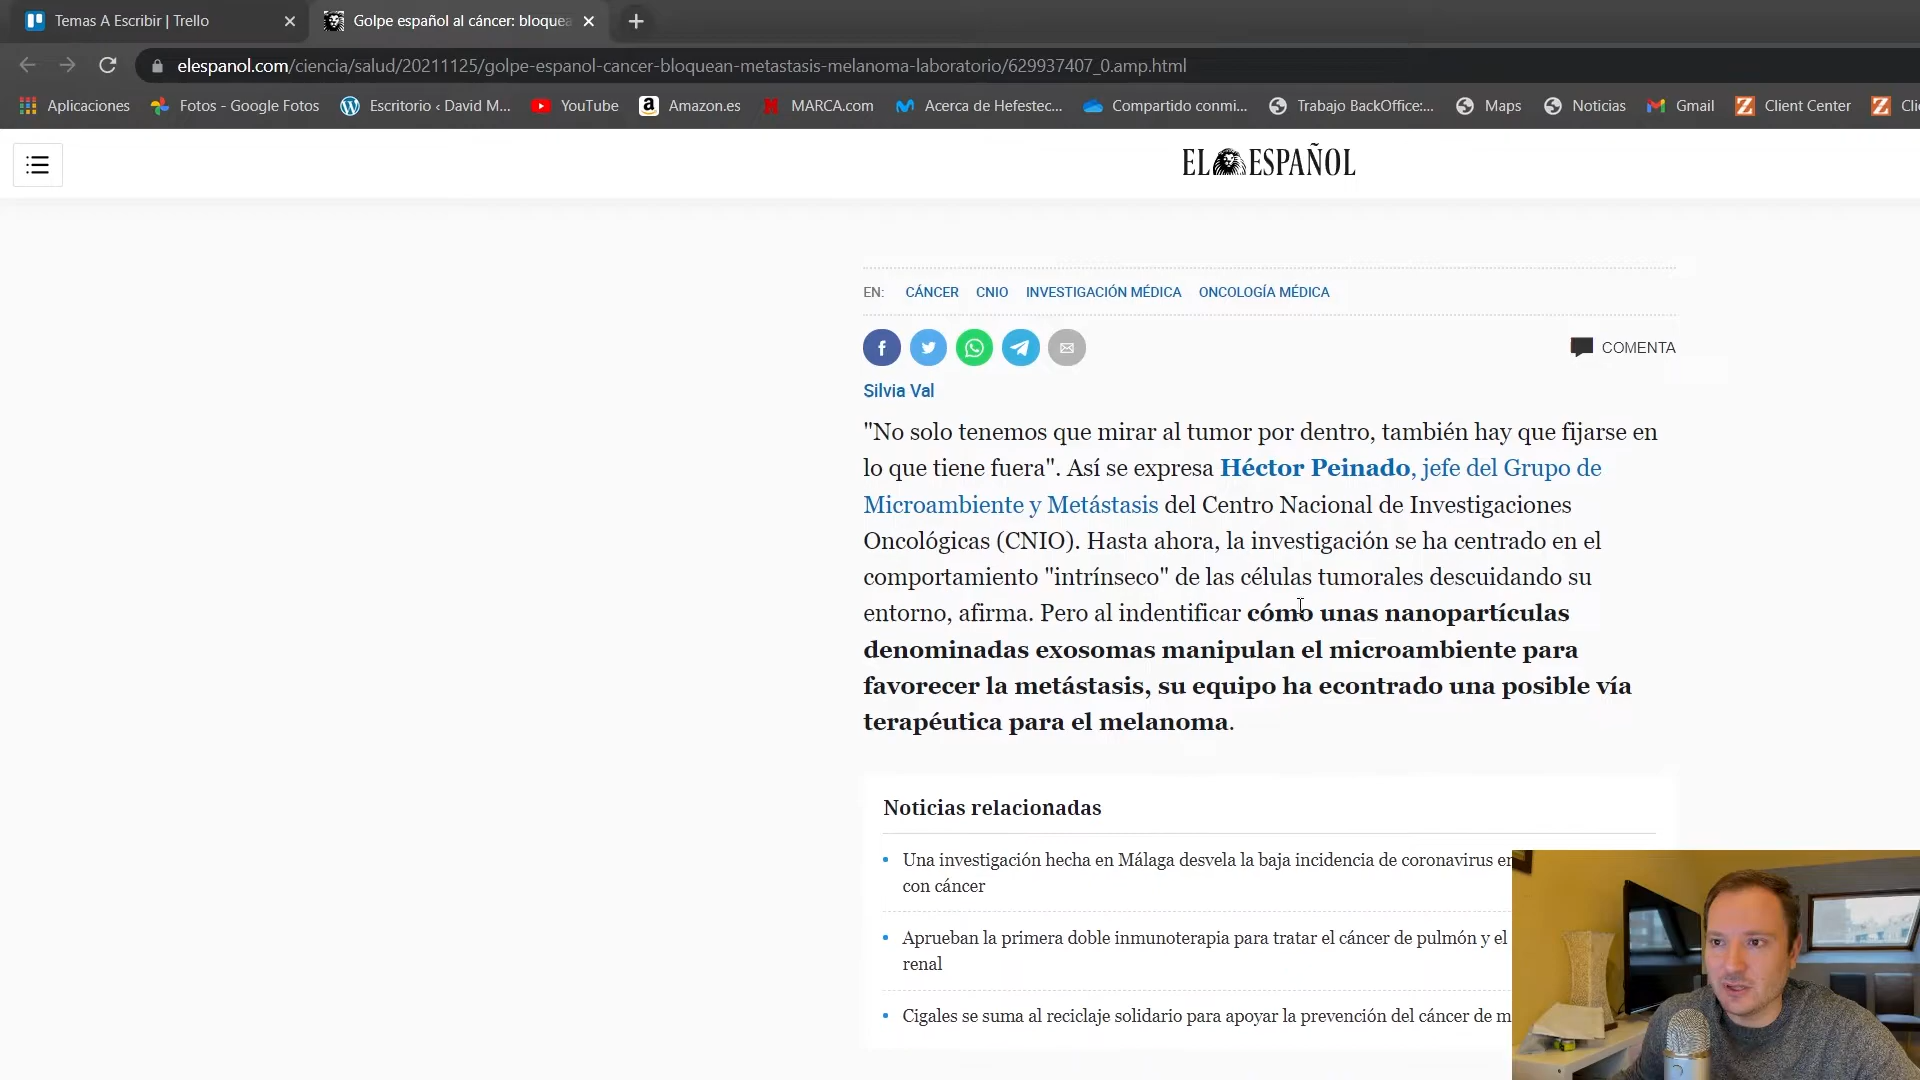 Temas A Escribir | Trello
Golpe español al cáncer: bloquea
elespanol.com/ciencia/salud/20211125/golpe-espanol-cancer-bloquean-metastasis-melanoma-laboratorio/629937407_0.amp.html
Aplicaciones Fotos - Google Fotos Escritorio ‹ David M... YouTube Amazon.es MARCA.com Acerca de Hefestec... Compartido conmi... Trabajo BackOffice:... Maps Noticias Gmail Client Center Cli
EL ESPAÑOL
EN: CÁNCER CNIO INVESTIGACIÓN MÉDICA ONCOLOGÍA MÉDICA
COMENTA
Silvia Val
"No solo tenemos que mirar al tumor por dentro, también hay que fijarse en
lo que tiene fuera". Así se expresa Héctor Peinado, jefe del Grupo de
Microambiente y Metástasis del Centro Nacional de Investigaciones
Oncológicas (CNIO). Hasta ahora, la investigación se ha centrado en el
comportamiento "intrínseco" de las células tumorales descuidando su
entorno, afirma. Pero al indentificar cómo unas nanopartículas
denominadas exosomas manipulan el microambiente para
favorecer la metástasis, su equipo ha econtrado una posible vía
terapéutica para el melanoma.
Noticias relacionadas
Una investigación hecha en Málaga desvela la baja incidencia de coronavirus en
con cáncer
Aprueban la primera doble inmunoterapia para tratar el cáncer de pulmón y el
renal
Cigales se suma al reciclaje solidario para apoyar la prevención del cáncer de m